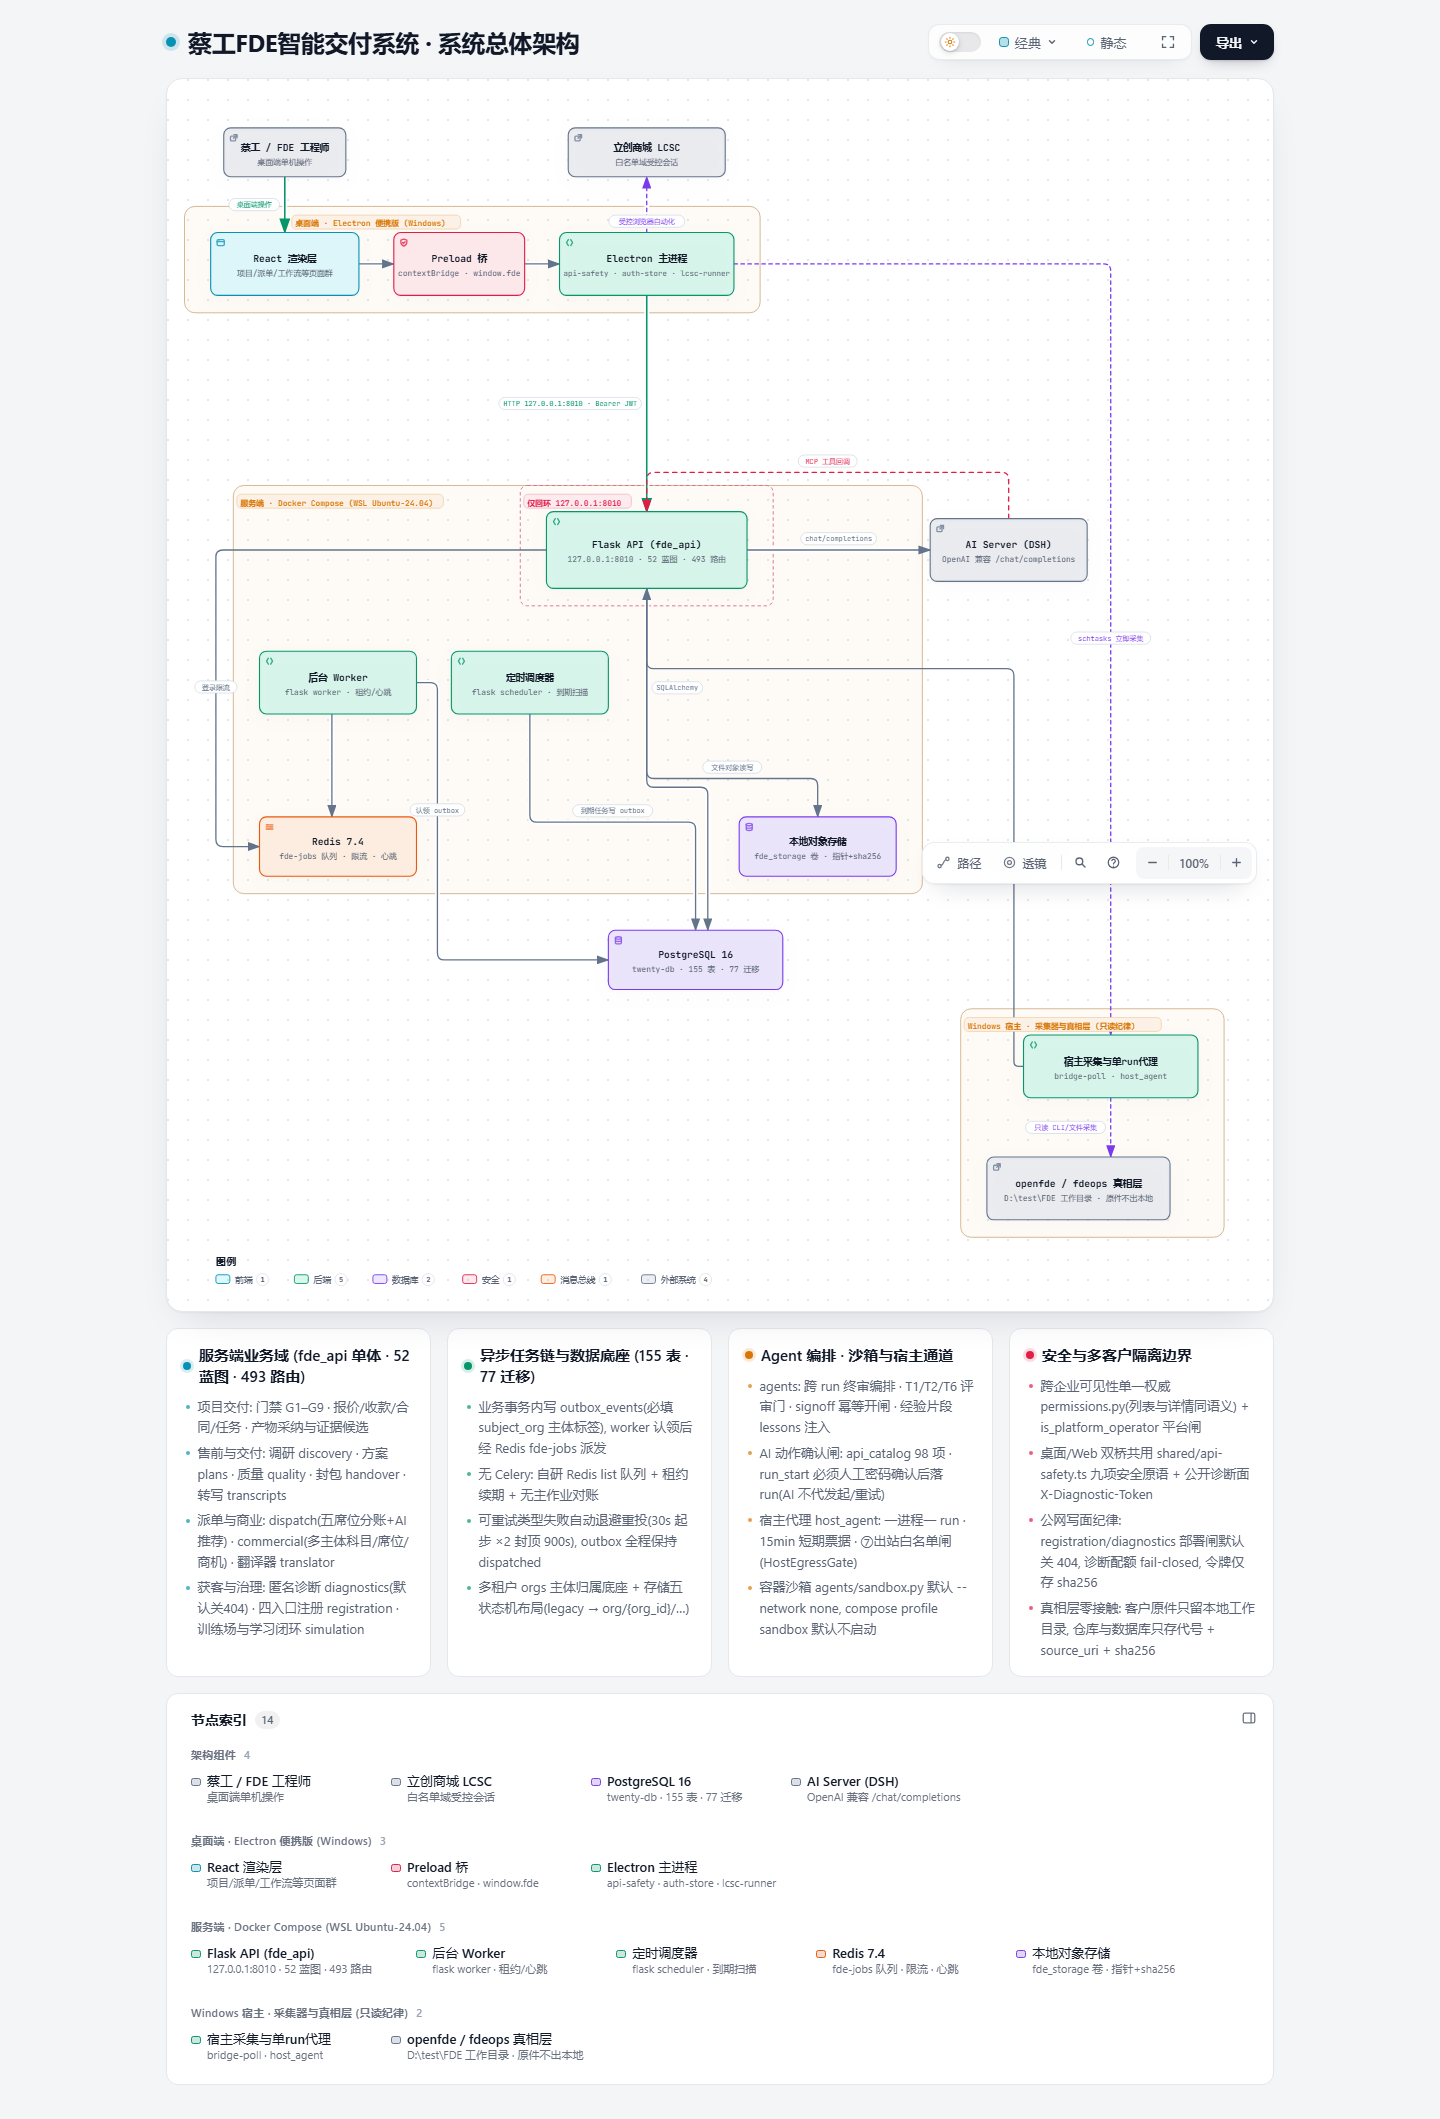 蔡工FDE智能交付系统 · 系统总体架构
经典
静态
导出
蔡工 / FDE 工程师
桌面端单机操作
立创商城 LCSC
白名单域受控会话
桌面端操作
桌面端 · Electron 便携版 (Windows)
受控浏览器自动化
React 渲染层
项目/派单/工作流等页面群
Preload 桥
contextBridge · window.fde
Electron 主进程
api-safety · auth-store · lcsc-runner
HTTP 127.0.0.1:8010 · Bearer JWT
MCP 工具回调
服务端 · Docker Compose (WSL Ubuntu-24.04)
仅回环 127.0.0.1:8010
Flask API (fde_api)
127.0.0.1:8010 · 52 蓝图 · 493 路由
chat/completions
AI Server (DSH)
OpenAI 兼容 /chat/completions
schtasks 立即采集
后台 Worker
flask worker · 租约/心跳
定时调度器
flask scheduler · 到期扫描
登录限流
SQLAlchemy
文件对象读写
认领 outbox
到期任务写 outbox
Redis 7.4
fde-jobs 队列 · 限流 · 心跳
本地对象存储
fde_storage 卷 · 指针+sha256
路径
透镜
100%
PostgreSQL 16
twenty-db · 155 表 · 77 迁移
Windows 宿主 · 采集器与真相层 (只读纪律)
宿主采集与单run代理
bridge-poll · host_agent
只读 CLI/文件采集
openfde / fdeops 真相层
D:\test\FDE 工作目录 · 原件不出本地
图例
前端 1
后端 5
数据库 2
安全 1
消息总线 1
外部系统 4
服务端业务域 (fde_api 单体 · 52
蓝图 · 493 路由)
项目交付: 门禁 G1–G9 · 报价/收款/合
同/任务 · 产物采纳与证据候选
售前与交付: 调研 discovery · 方案
plans · 质量 quality · 封包 handover ·
转写 transcripts
派单与商业: dispatch(五席位分账+AI
推荐) · commercial(多主体科目/席位/
商机) · 翻译器 translator
获客与治理: 匿名诊断 diagnostics(默
认关404) · 四入口注册 registration ·
训练场与学习闭环 simulation
异步任务链与数据底座 (155 表 ·
77 迁移)
业务事务内写 outbox_events(必填
subject_org 主体标签), worker 认领后
经 Redis fde-jobs 派发
无 Celery: 自研 Redis list 队列 + 租约
续期 + 无主作业对账
可重试类型失败自动退避重投(30s 起
步 ×2 封顶 900s), outbox 全程保持
dispatched
多租户 orgs 主体归属底座 + 存储五
状态机布局(legacy → org/{org_id}/...)
Agent 编排 · 沙箱与宿主通道
agents: 跨 run 终审编排 · T1/T2/T6 评
审门 · signoff 幂等开闸 · 经验片段
lessons 注入
AI 动作确认闸: api_catalog 98 项 ·
run_start 必须人工密码确认后落
run(AI 不代发起/重试)
宿主代理 host_agent: 一进程一 run ·
15min 短期票据 · ⑦出站白名单闸
(HostEgressGate)
容器沙箱 agents/sandbox.py 默认 --
network none, compose profile
sandbox 默认不启动
安全与多客户隔离边界
跨企业可见性单一权威
permissions.py(列表与详情同语义) +
is_platform_operator 平台闸
桌面/Web 双桥共用 shared/api-
safety.ts 九项安全原语 + 公开诊断面
X-Diagnostic-Token
公网写面纪律:
registration/diagnostics 部署闸默认
关 404, 诊断配额 fail-closed, 令牌仅
存 sha256
真相层零接触: 客户原件只留本地工作
目录, 仓库与数据库只存代号 +
source_uri + sha256
节点索引 14
架构组件 4
蔡工 / FDE 工程师
桌面端单机操作
立创商城 LCSC
白名单域受控会话
PostgreSQL 16
twenty-db · 155 表 · 77 迁移
AI Server (DSH)
OpenAI 兼容 /chat/completions
桌面端 · Electron 便携版 (Windows) 3
React 渲染层
项目/派单/工作流等页面群
Preload 桥
contextBridge · window.fde
Electron 主进程
api-safety · auth-store · lcsc-runner
服务端 · Docker Compose (WSL Ubuntu-24.04) 5
Flask API (fde_api)
127.0.0.1:8010 · 52 蓝图 · 493 路由
后台 Worker
flask worker · 租约/心跳
定时调度器
flask scheduler · 到期扫描
Redis 7.4
fde-jobs 队列 · 限流 · 心跳
本地对象存储
fde_storage 卷 · 指针+sha256
Windows 宿主 · 采集器与真相层 (只读纪律) 2
宿主采集与单run代理
bridge-poll · host_agent
openfde / fdeops 真相层
D:\test\FDE 工作目录 · 原件不出本地